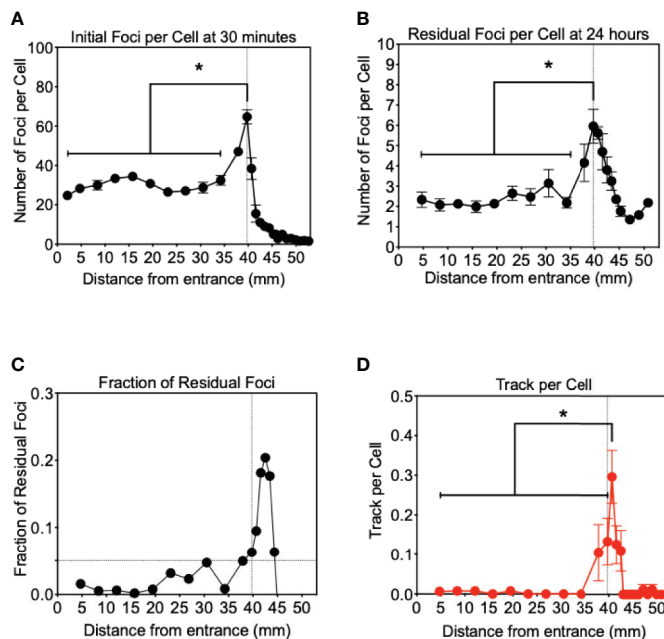 A
Initial Foci per Cell at 30 minutes
*
Number of Foci per Cell
100
80
60
40
20
0
0 5 10 15 20 25 30 35 40 45 50
Distance from entrance (mm)
B
Residual Foci per Cell at 24 hours
*
Number of Foci per Cell
10
9
8
7
6
5
4
3
2
1
0
0 5 10 15 20 25 30 35 40 45 50
Distance from entrance (mm)
C
Fraction of Residual Foci
Fraction of Residual Foci
0.3
0.2
0.1
0.0
0 5 10 15 20 25 30 35 40 45 50
Distance from entrance (mm)
D
Track per Cell
*
Track per Cell
0.5
0.4
0.3
0.2
0.1
0.0
0 5 10 15 20 25 30 35 40 45 50
Distance from entrance (mm)